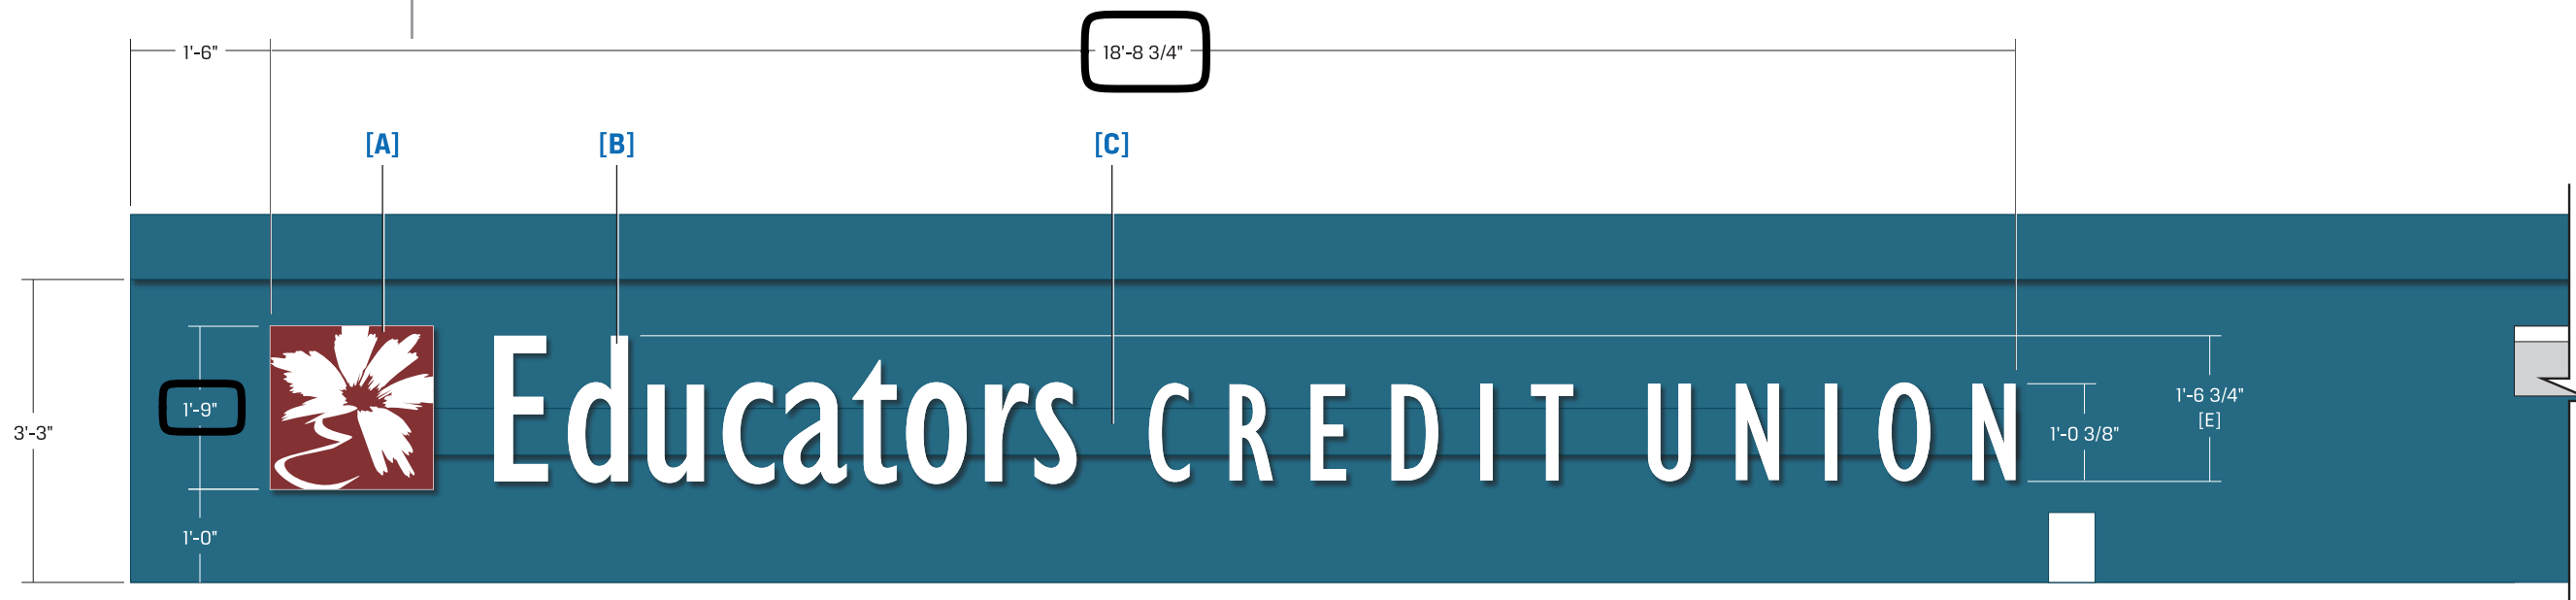 1'-6"
18'-8 3/4"
[A]
[B]
[C]
1'-9"
3'-3"
Educators CREDIT UNION
1'-6 3/4"
[E]
1'-0 3/8"
1'-0"